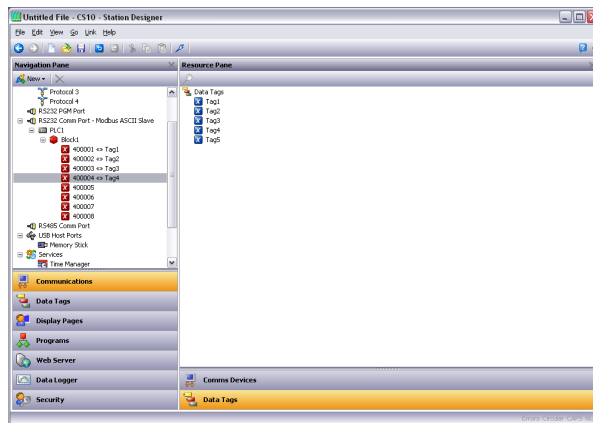 Untitled File - CS10 - Station Designer
File Edit View Go Link Help
Navigation Pane
New
Protocol 3
Protocol 4
RS232 PGM Port
RS232 Comm Port - Modbus ASCII Slave
PLC1
Block1
400001 <=> Tag1
400002 <=> Tag2
400003 <=> Tag3
400004 <=> Tag4
400005
400006
400007
400008
RS485 Comm Port
USB Host Ports
Memory Stick
Services
Time Manager
Communications
Data Tags
Display Pages
Programs
Web Server
Data Logger
Security
Resource Pane
Data Tags
Tag1
Tag2
Tag3
Tag4
Tag5
Comms Devices
Data Tags
Errors Circular CAPS